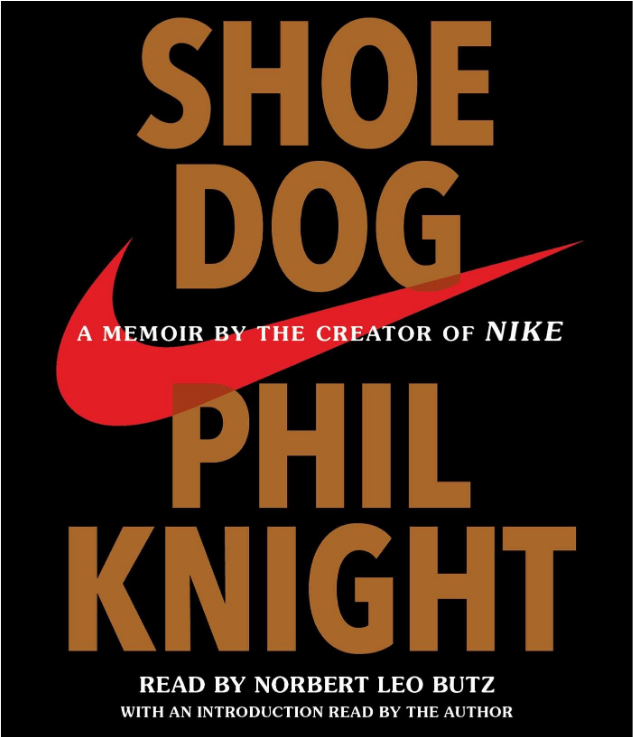 SHOE
DOG
A MEMOIR BY THE CREATOR OF NIKE
PHIL
KNIGHT
READ BY NORBERT LEO BUTZ
WITH AN INTRODUCTION READ BY THE AUTHOR